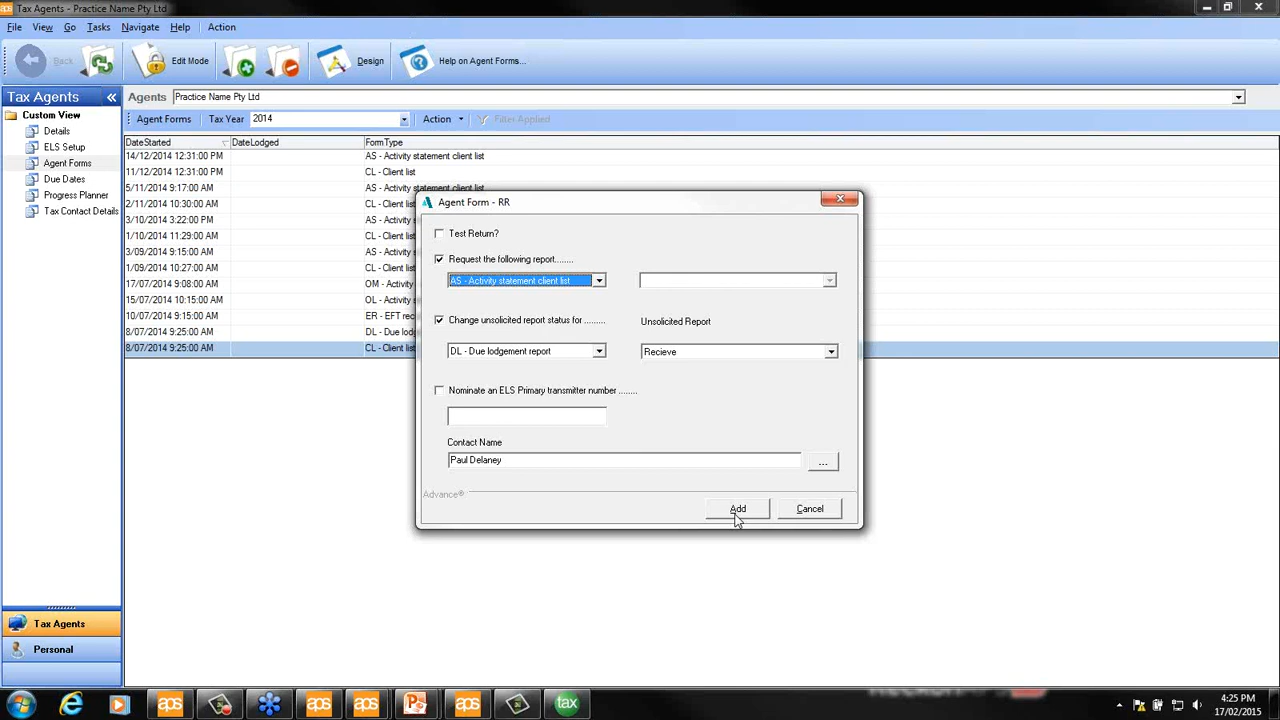 Tax Agents - Practice Name Pty Ltd
File View Go Tasks Navigate Help Action
Back Edit Mode Design Help on Agent Forms...
Tax Agents «
Agents Practice Name Pty Ltd
Custom View
Details
ELS Setup
Agent Forms
Due Dates
Progress Planner
Tax Contact Details
Agent Forms Tax Year 2014 Action Filter Applied
DateStarted DateLodged FormType
14/12/2014 12:31:00 PM AS - Activity statement client list
11/12/2014 12:31:00 PM CL - Client list
5/11/2014 9:17:00 AM AS - Activity statement client list
2/11/2014 10:30:00 AM CL - Client
3/10/2014 3:22:00 PM AS - Activity s
1/10/2014 11:29:00 AM CL - Client
3/09/2014 9:15:00 AM AS - Activity s
1/09/2014 10:27:00 AM CL - Client
17/07/2014 9:08:00 AM OM - Activity
15/07/2014 10:15:00 AM OL - Activity
10/07/2014 9:15:00 AM ER - EFT rec
8/07/2014 9:25:00 AM DL - Due lodg
8/07/2014 9:25:00 AM CL - Client list
Agent Form - RR
Test Return?
Request the following report........
AS - Activity statement client list
Change unsolicited report status for ......... Unsolicited Report
DL - Due lodgement report Recieve
Nominate an ELS Primary transmitter number ........
Contact Name
Paul Delaney ...
Advance®
Add Cancel
Tax Agents
Personal
aps aps aps aps tax
4:25 PM
17/02/2015